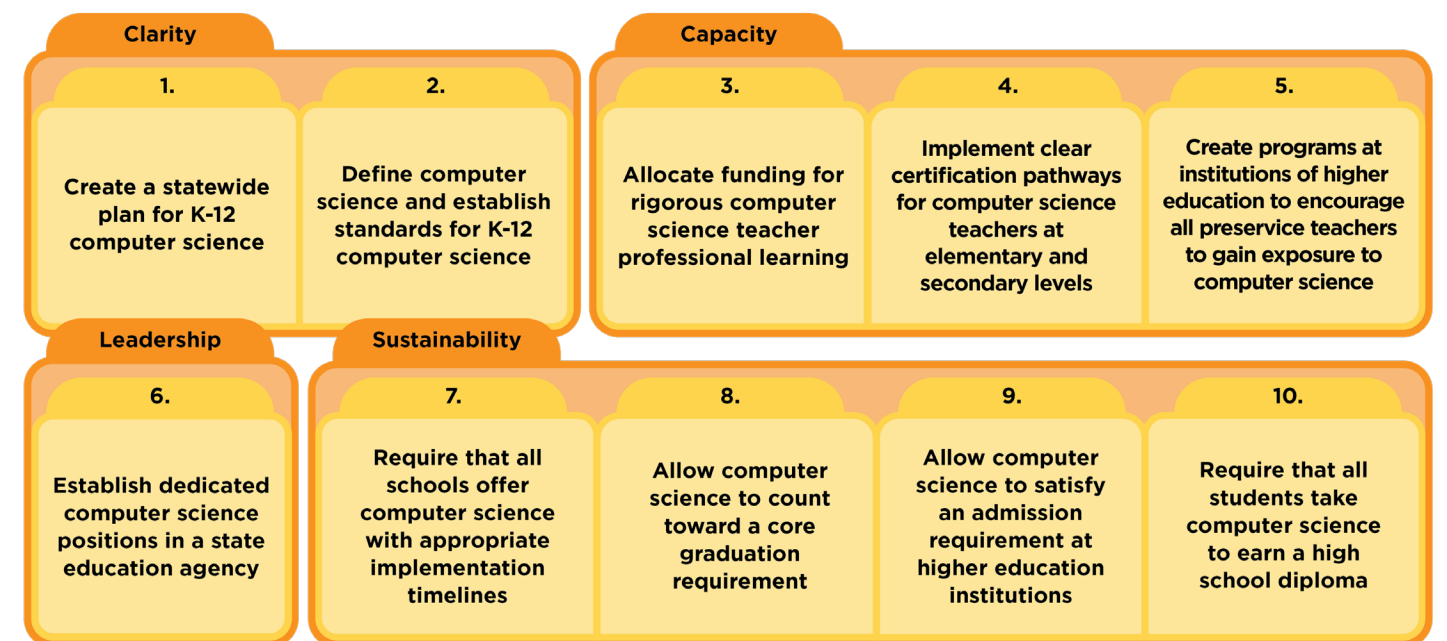 Clarity
1.
Create a statewide
plan for K-12
computer science
2.
Define computer
science and establish
standards for K-12
computer science
Capacity
3.
Allocate funding for
rigorous computer
science teacher
professional learning
4.
Implement clear
certification pathways
for computer science
teachers at
elementary and
secondary levels
5.
Create programs at
institutions of higher
education to encourage
all preservice teachers
to gain exposure to
computer science
Leadership
6.
Establish dedicated
computer science
positions in a state
education agency
Sustainability
7.
Require that all
schools offer
computer science
with appropriate
implementation
timelines
8.
Allow computer
science to count
toward a core
graduation
requirement
9.
Allow computer
science to satisfy
an admission
requirement at
higher education
institutions
10.
Require that all
students take
computer science
to earn a high
school diploma